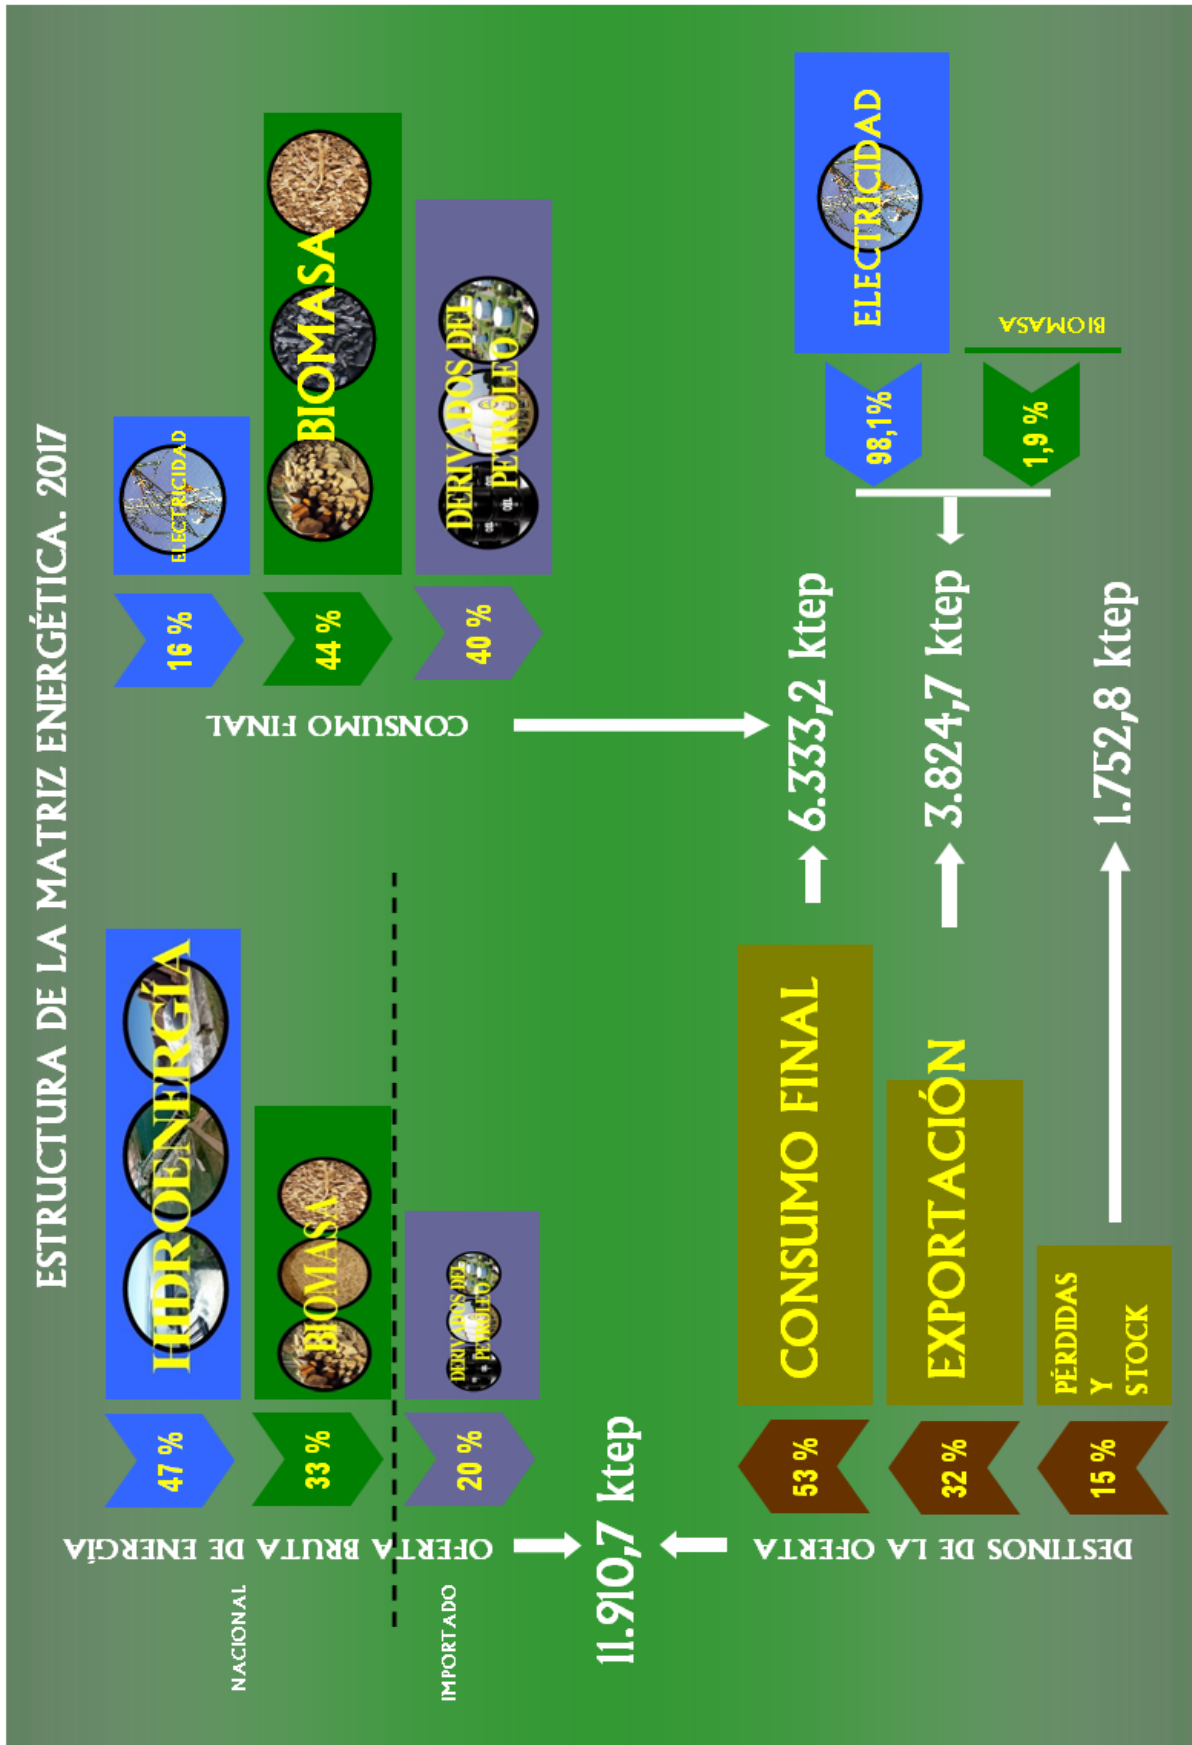 ESTRUCTURA DE LA MATRIZ ENERGÉTICA. 2017
OFERTA BRUTA DE ENERGÍA
NACIONAL
IMPORTADO
47 %
HIDROENERGÍA
33 %
BIOMASA
20 %
DERIVADOS DEL
PETROLEO
11.910,7 ktep
CONSUMO FINAL
16 %
ELECTRICIDAD
44 %
BIOMASA
40 %
DERIVADOS DEL
PETROLEO
DESTINOS DE LA OFERTA
53 %
CONSUMO FINAL
6.333,2 ktep
32 %
EXPORTACIÓN
3.824,7 ktep
15 %
PÉRDIDAS
Y
STOCK
1.752,8 ktep
98,1%
ELECTRICIDAD
1,9 %
BIOMASA